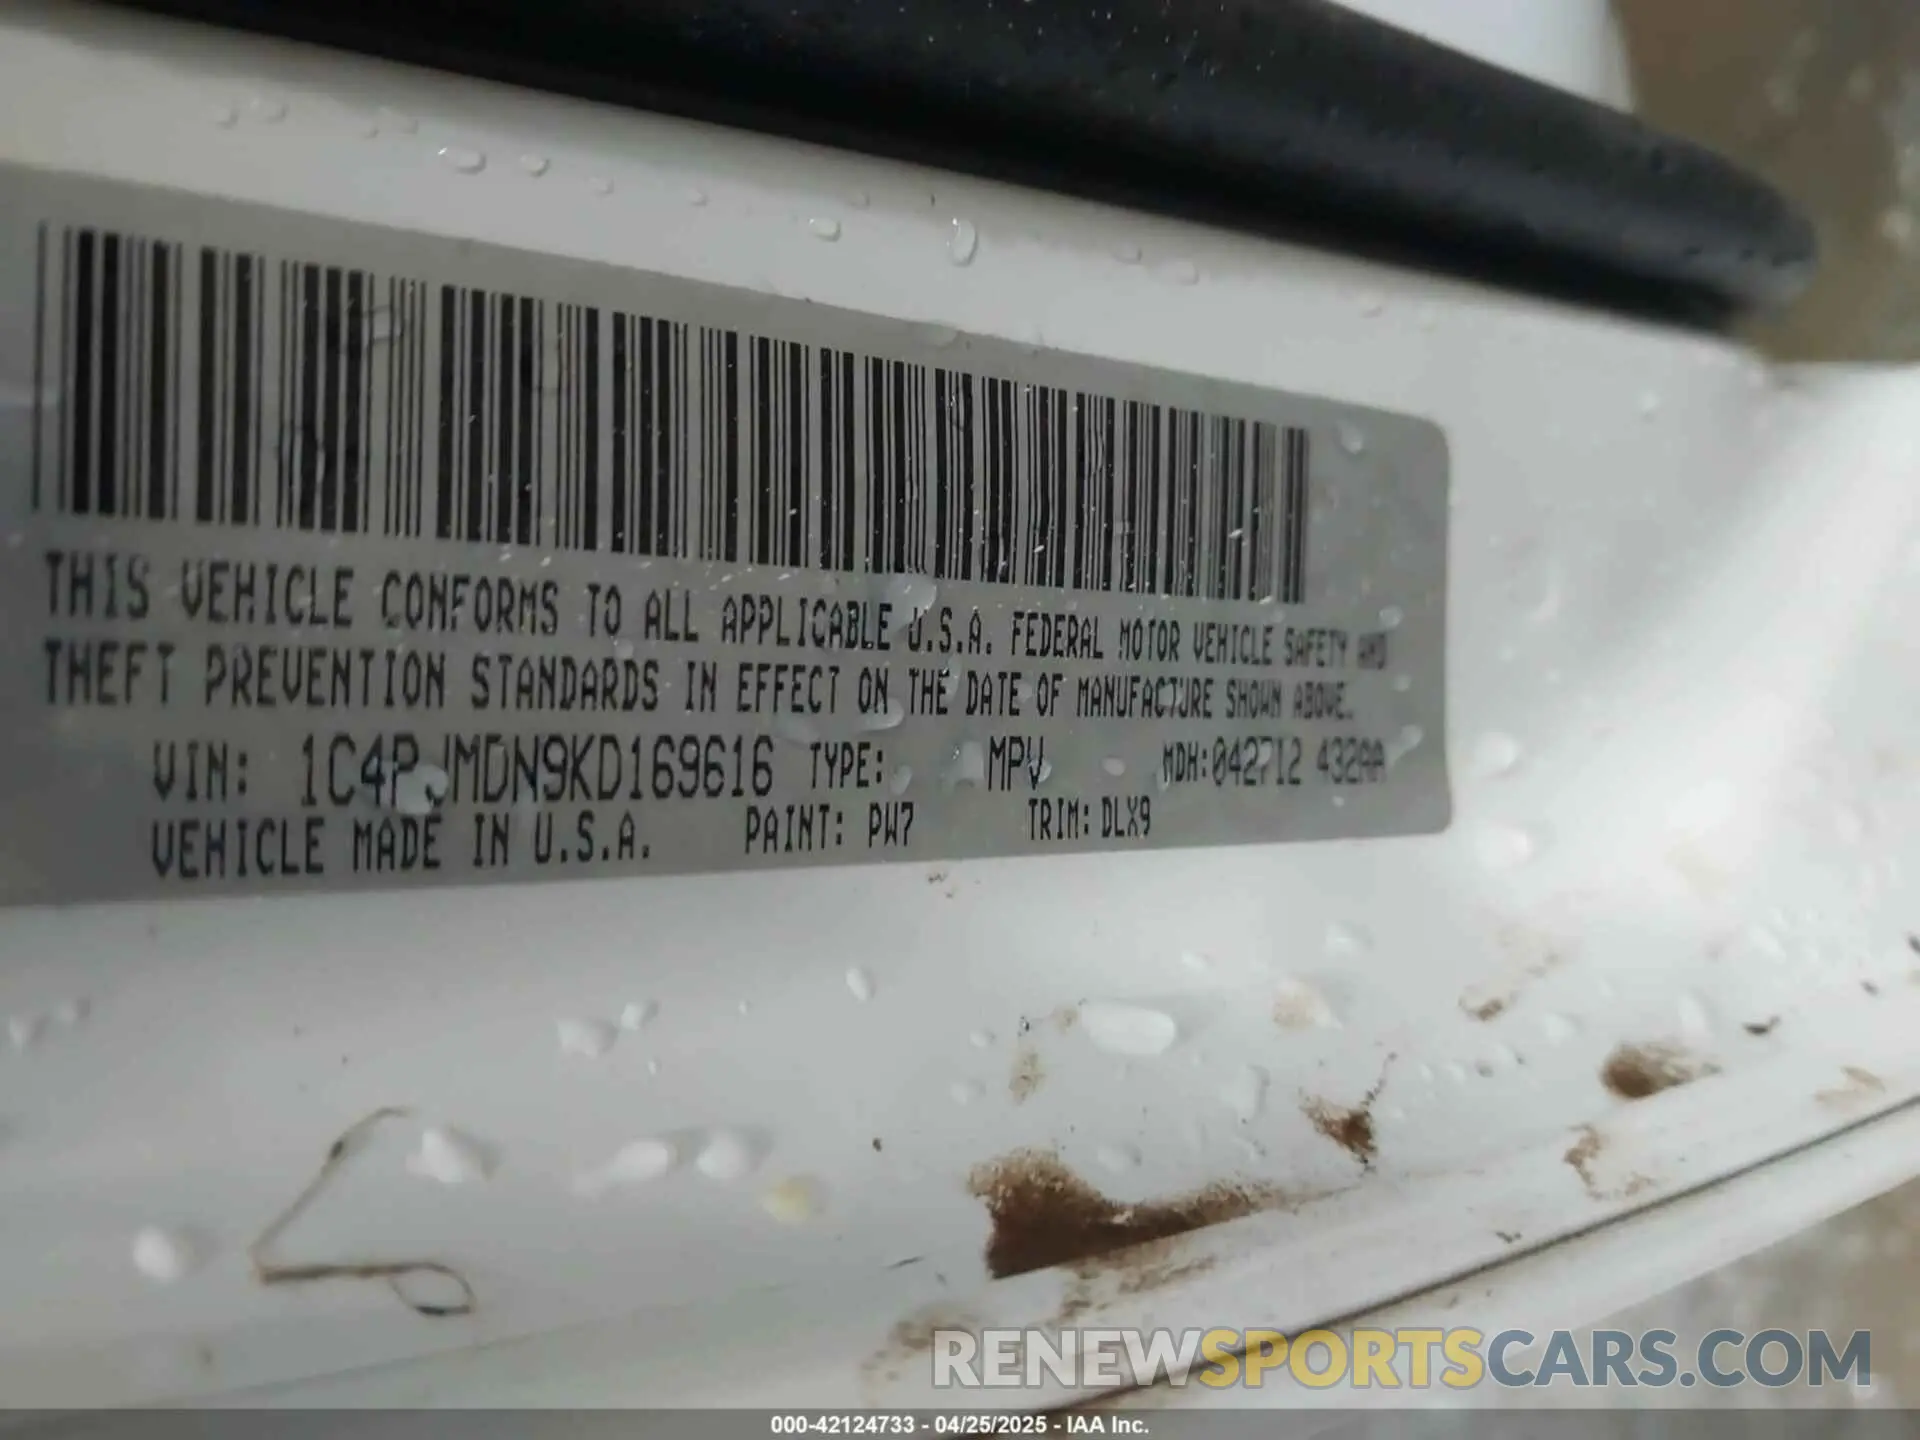 THIS VEHICLE CONFORMS TO ALL APPLICABLE U.S.A. FEDERAL MOTOR VEHICLE SAFETY AND
THEFT PREVENTION STANDARDS IN EFFECT ON THE DATE OF MANUFACTURE SHOWN ABOVE.
VIN: 1C4PJMDN9KD169616 TYPE: MPV MDH:042712 432AA
VEHICLE MADE IN U.S.A. PAINT: PW7 TRIM: DLX9
RENEWSPORTSCARS.COM
000-42124733 - 04/25/2025 - IAA Inc.